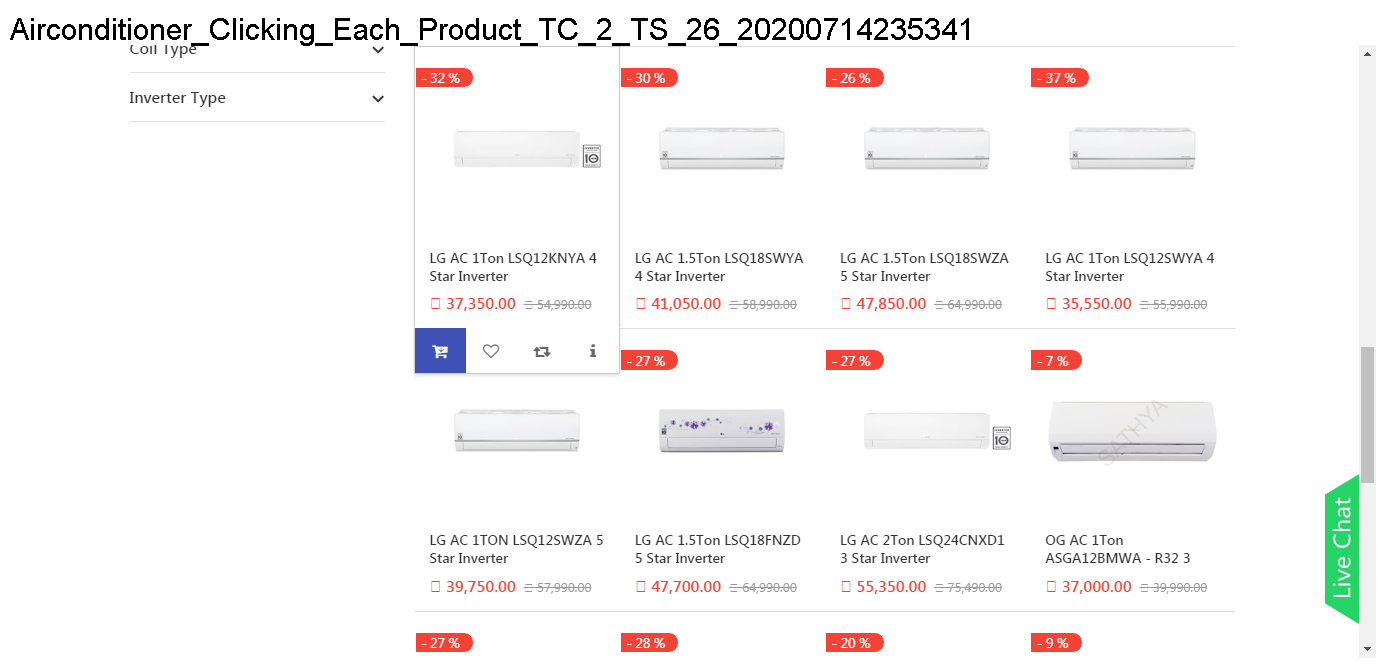 Airconditioner_Clicking_Each_Product_TC_2_TS_26_20200714235341
Coil Type
Inverter Type
- 32 %
- 30 %
- 26 %
- 37 %
LG AC 1Ton LSQ12KNYA 4
Star Inverter
37,350.00 54,990.00
LG AC 1.5Ton LSQ18SWYA
4 Star Inverter
41,050.00 58,990.00
LG AC 1.5Ton LSQ18SWZA
5 Star Inverter
47,850.00 64,990.00
LG AC 1Ton LSQ12SWYA 4
Star Inverter
35,550.00 55,990.00
- 27 %
- 27 %
- 7 %
SATHYA
LG AC 1TON LSQ12SWZA 5
Star Inverter
39,750.00 57,990.00
LG AC 1.5Ton LSQ18FNZD
5 Star Inverter
47,700.00 64,990.00
LG AC 2Ton LSQ24CNXD1
3 Star Inverter
55,350.00 75,490.00
OG AC 1Ton
ASGA12BMWA - R32 3
37,000.00 39,990.00
- 27 %
- 28 %
- 20 %
- 9 %
Live Chat